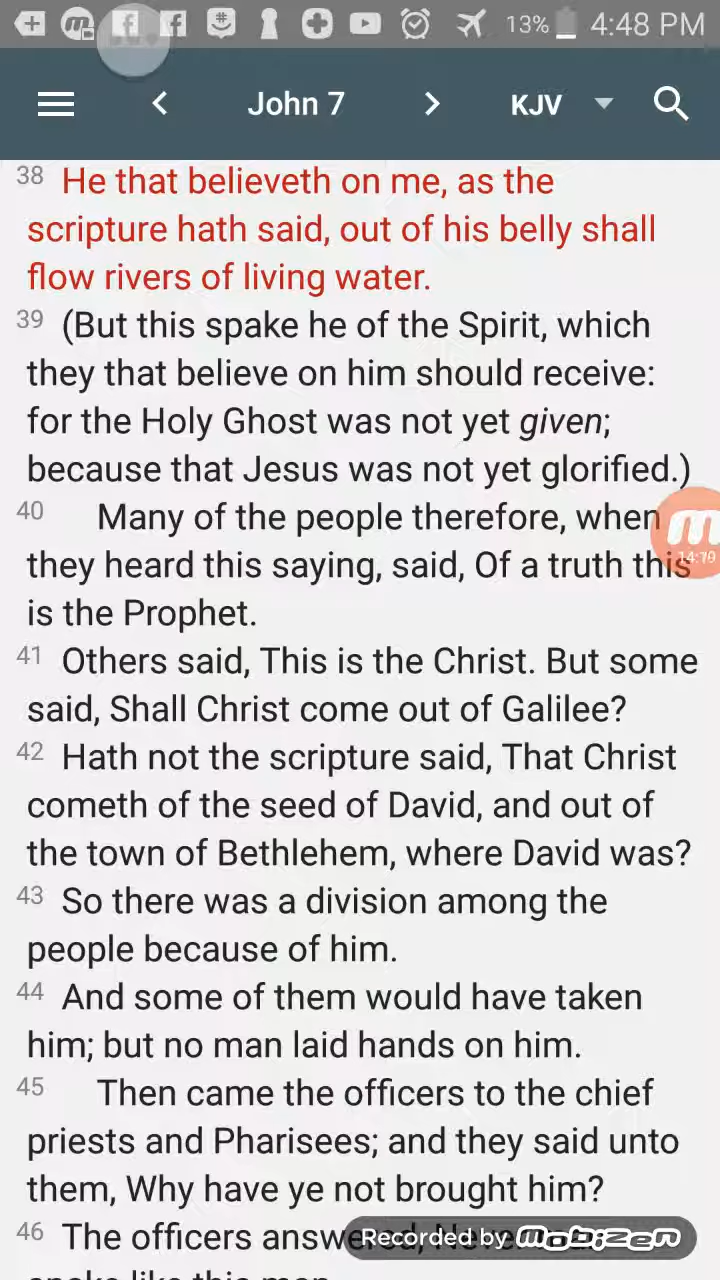 13% 4:48 PM
John 7 KJV
38 He that believeth on me, as the
scripture hath said, out of his belly shall
flow rivers of living water.
39 (But this spake he of the Spirit, which
they that believe on him should receive:
for the Holy Ghost was not yet given;
because that Jesus was not yet glorified.)
40 Many of the people therefore, when
they heard this saying, said, Of a truth this
is the Prophet.
41 Others said, This is the Christ. But some
said, Shall Christ come out of Galilee?
42 Hath not the scripture said, That Christ
cometh of the seed of David, and out of
the town of Bethlehem, where David was?
43 So there was a division among the
people because of him.
44 And some of them would have taken
him; but no man laid hands on him.
45 Then came the officers to the chief
priests and Pharisees; and they said unto
them, Why have ye not brought him?
46 The officers answered, Never man
spake like this man.
Recorded by Mobizen